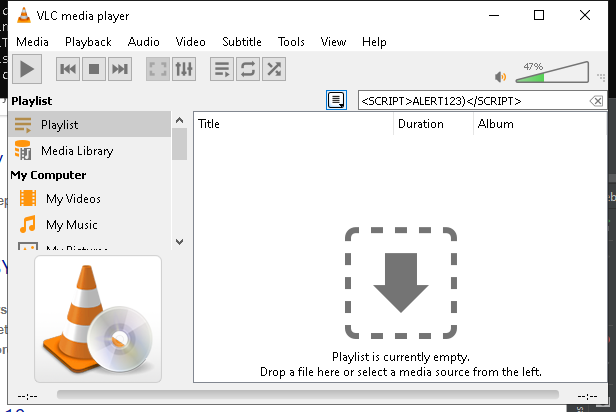 VLC media player
Media Playback Audio Video Subtitle Tools View Help
47%
Playlist
<SCRIPT>ALERT123)</SCRIPT>
Playlist
Media Library
My Computer
My Videos
My Music
My Pictures
Title Duration Album
Playlist is currently empty.
Drop a file here or select a media source from the left.
--:-- --:--